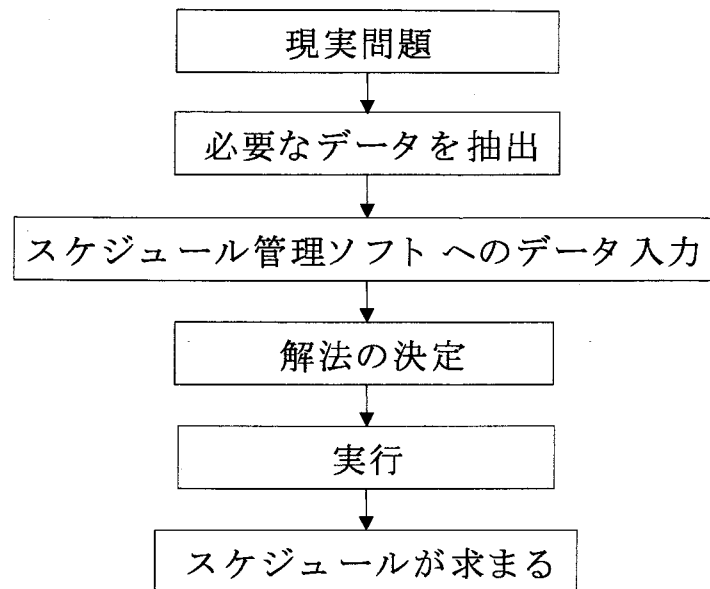 現実問題
必要なデータを抽出
スケジュール管理ソフトへのデータ入力
解法の決定
実行
スケジュールが求まる